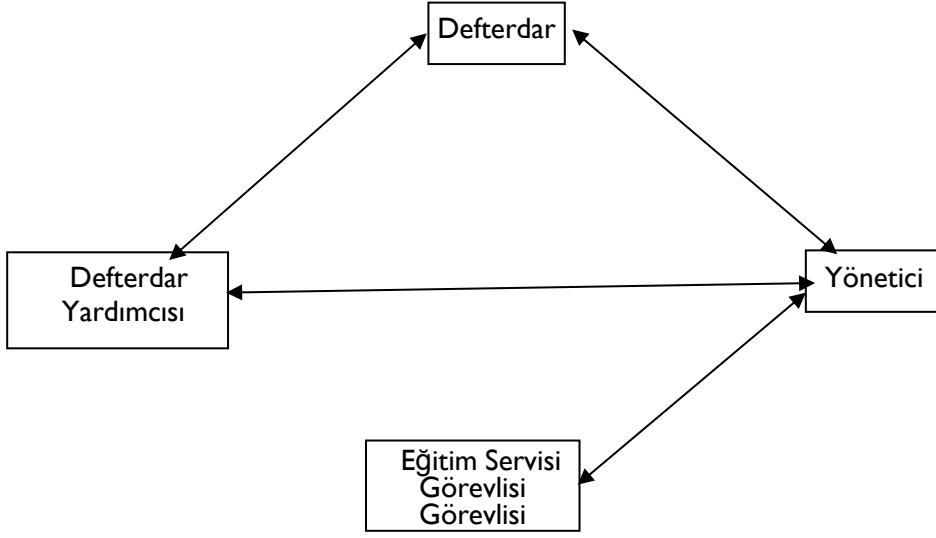 Defterdar
Defterdar
Yardımcısı
Yönetici
Eğitim Servisi
Görevlisi
Görevlisi